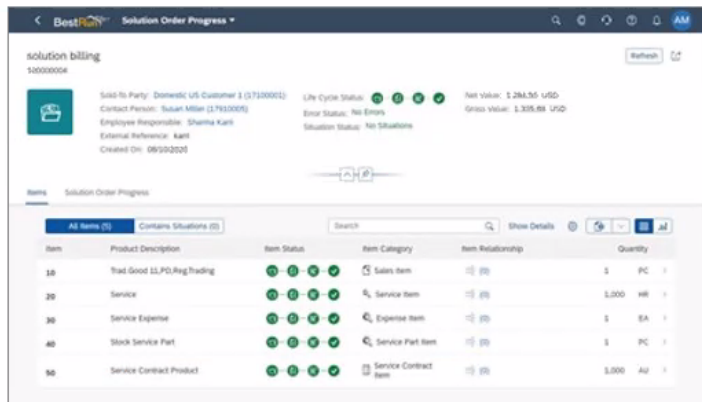 BestRun Solution Order Progress AM
solution billing Refresh
500000004
Sold-To Party: Domestic US Customer 1 (17100001) Life Cycle Status: Net Value: 1.284,56 USD
Contact Person: Susan Millan (17910005) Error Status: No Errors Gross Value: 1.305,88 USD
Employee Responsible: Sharma Kanl Situation Status: No Situations
External Reference: kanl
Created On: 08/10/2020
Items Solution Order Progress
All Items (5) Contains Situations (0) Search Show Details
Item Product Description Item Status Item Category Item Relationship Quantity
10 Trad.Good 11,PD,Reg.Trading Sales Item (0) 1 PC
20 Service Service Item (0) 1,000 HR
30 Service Expense Expense Item (0) 1 EA
40 Stock Service Part Service Part Item (0) 1 PC
50 Service Contract Product Service Contract Item (0) 1,000 AU